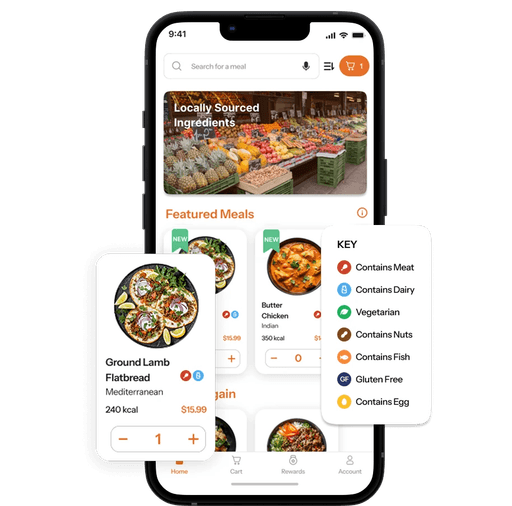 9:41
Search for a meal
1
Locally Sourced
Ingredients
Featured Meals
NEW
NEW
KEY
Contains Meat
Contains Dairy
Vegetarian
Contains Nuts
Contains Fish
GF
Gluten Free
Contains Egg
Butter
Chicken
Indian
350 kcal
$15.99
0
Ground Lamb
Flatbread
Mediterranean
240 kcal
$15.99
1
gain
Home
Cart
Rewards
Account